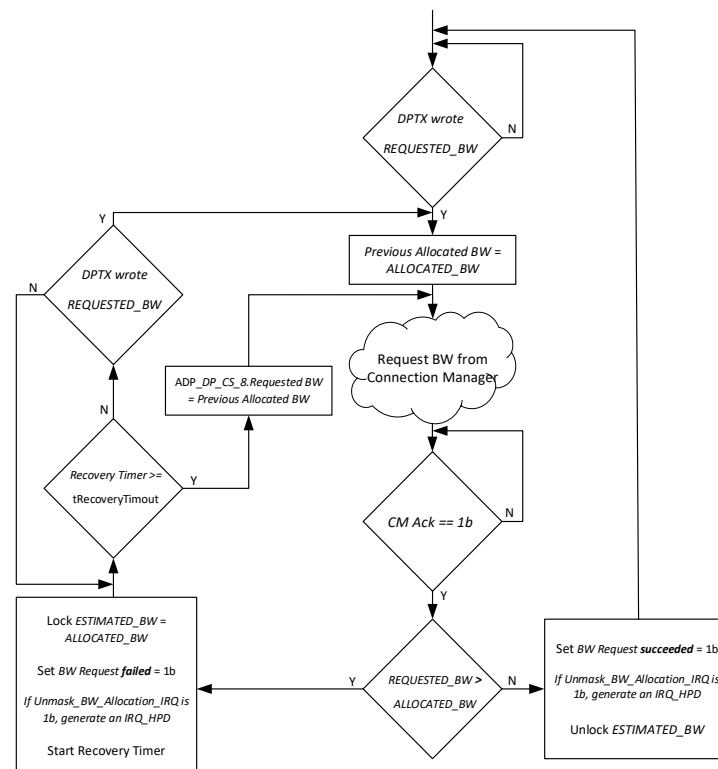 DPTX wrote
REQUESTED_BW
N
Y
Y
DPTX wrote
REQUESTED_BW
N
Previous Allocated BW =
ALLOCATED_BW
Request BW from
Connection Manager
ADP_DP_CS_8.Requested BW
= Previous Allocated BW
N
Recovery Timer >=
tRecoveryTimout
Y
CM Ack == 1b
N
Y
Lock ESTIMATED_BW =
ALLOCATED_BW
Set BW Request failed = 1b
If Unmask_BW_Allocation_IRQ is
1b, generate an IRQ_HPD
Start Recovery Timer
Y
REQUESTED_BW >
ALLOCATED_BW
N
Set BW Request succeeded = 1b
If Unmask_BW_Allocation_IRQ is
1b, generate an IRQ_HPD
Unlock ESTIMATED_BW